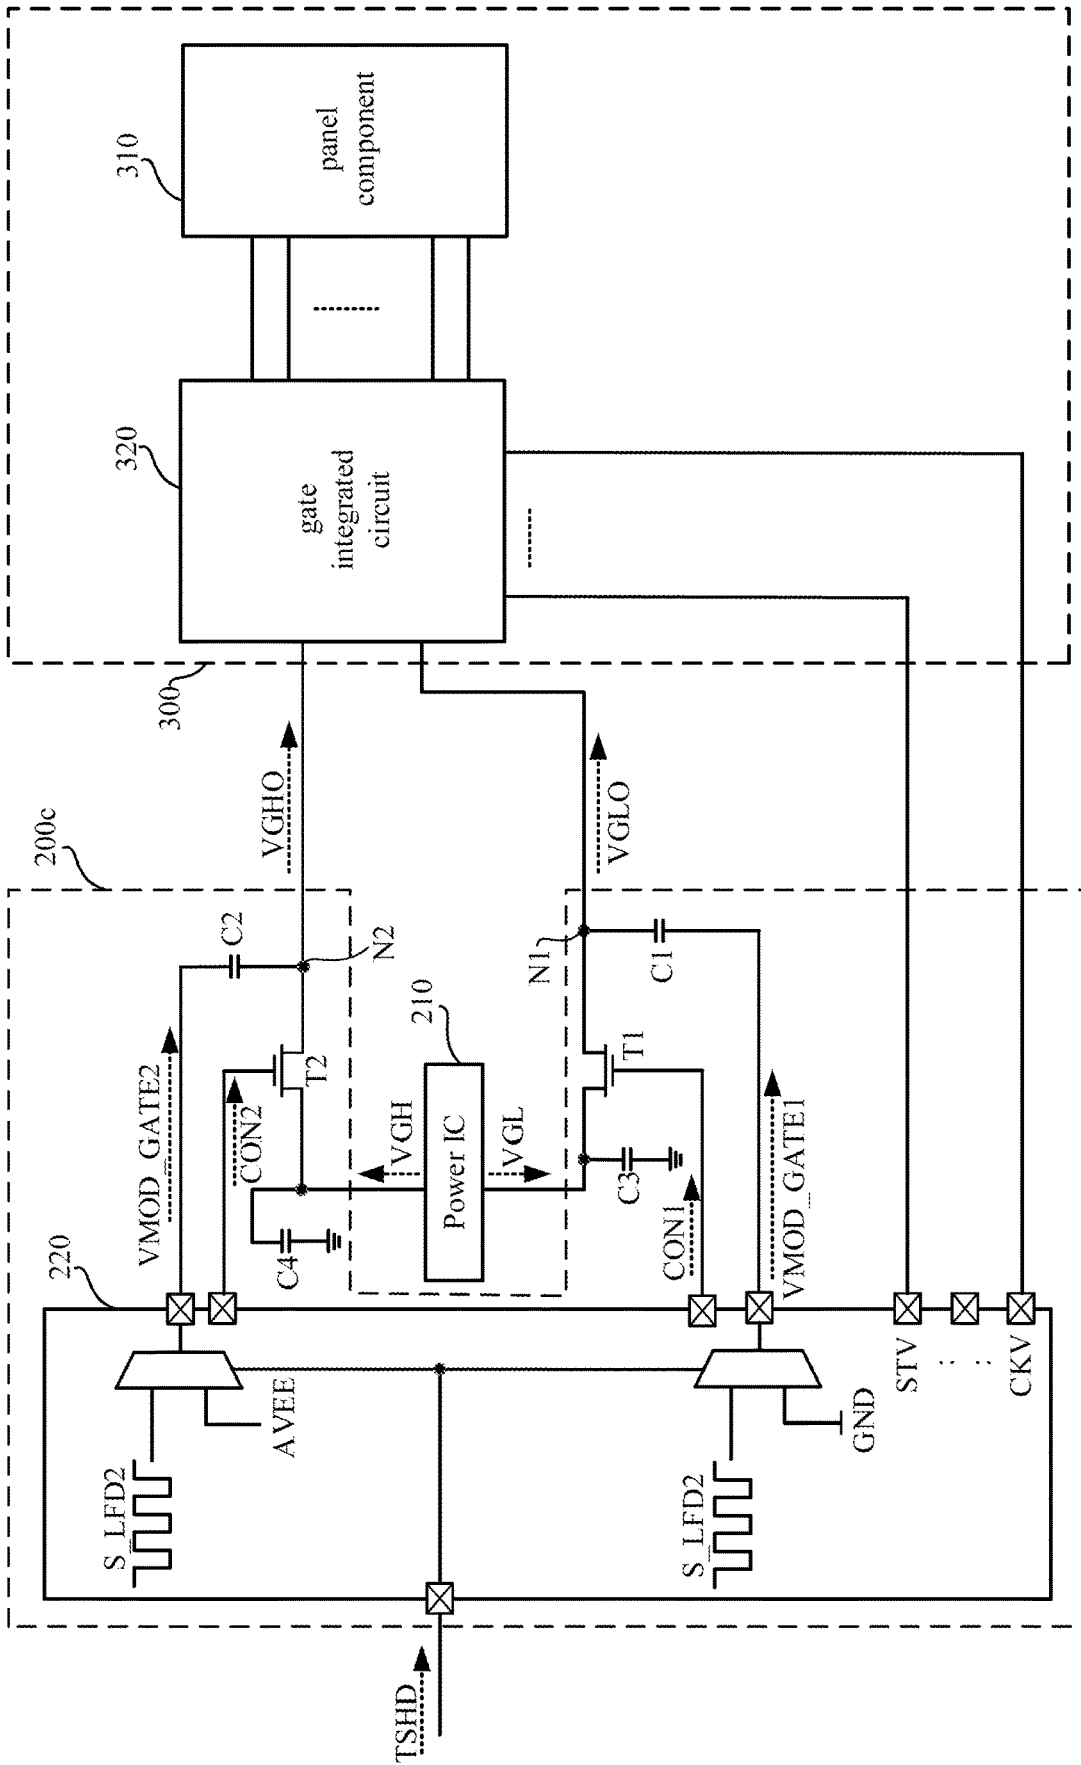 TSHD
220
S_LFD2
AVEE
VMOD_GATE2
CON2
C4
T2
C2
N2
200c
VGHO
VGH
Power IC
VGL
210
N1
VGLO
T1
C1
C3
CON1
VMOD_GATE1
S_LFD2
GND
STV
CKV
300
320
gate
integrated
circuit
310
panel
component